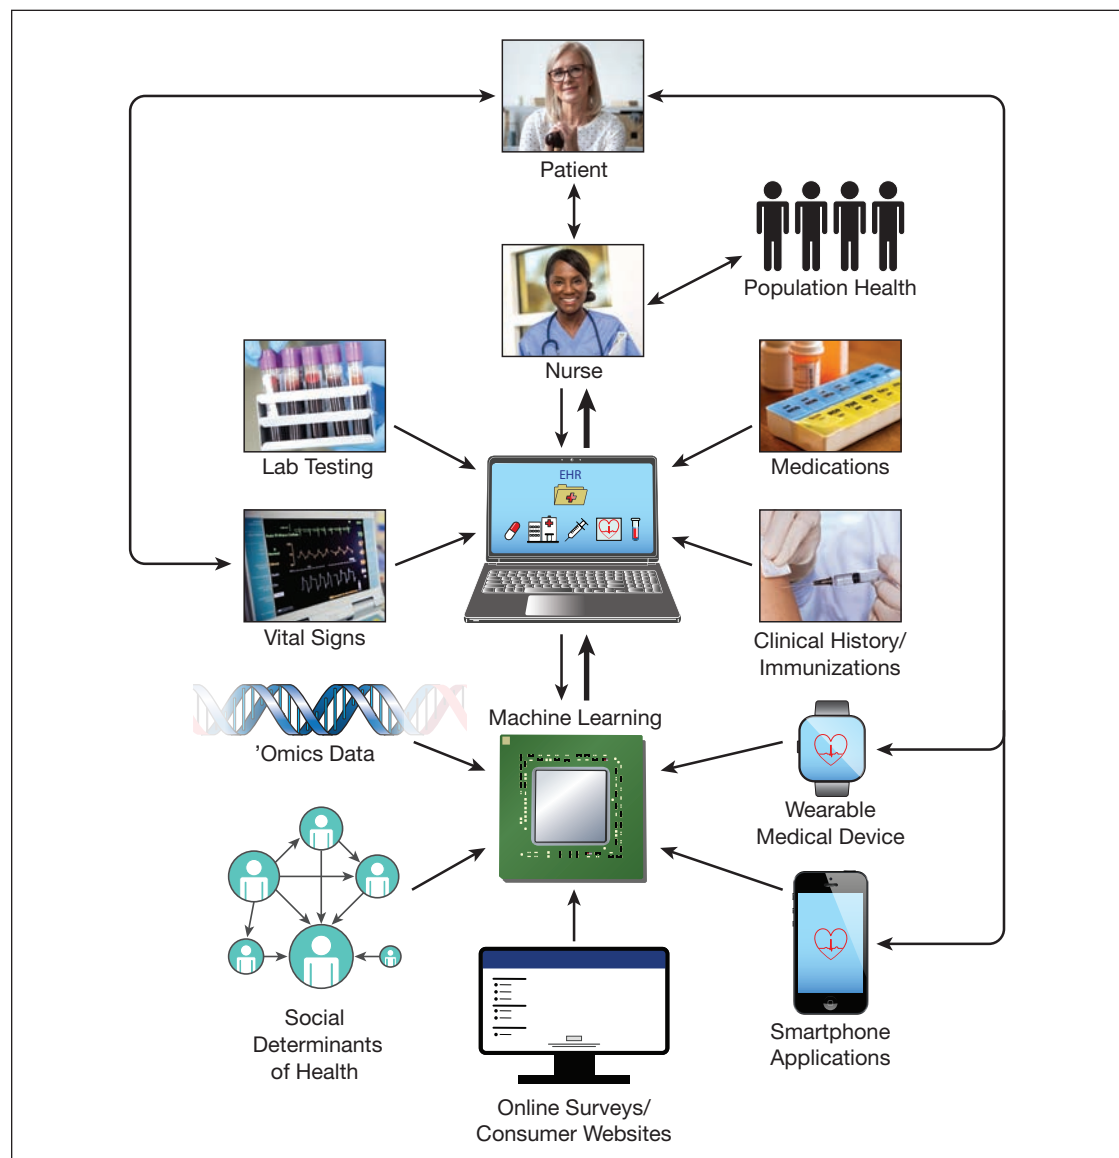 Patient
Population Health
Nurse
Lab Testing
Medications
EHR
Vital Signs
Clinical History/
Immunizations
Machine Learning
’Omics Data
Wearable
Medical Device
Social
Determinants
of Health
Smartphone
Applications
Online Surveys/
Consumer Websites